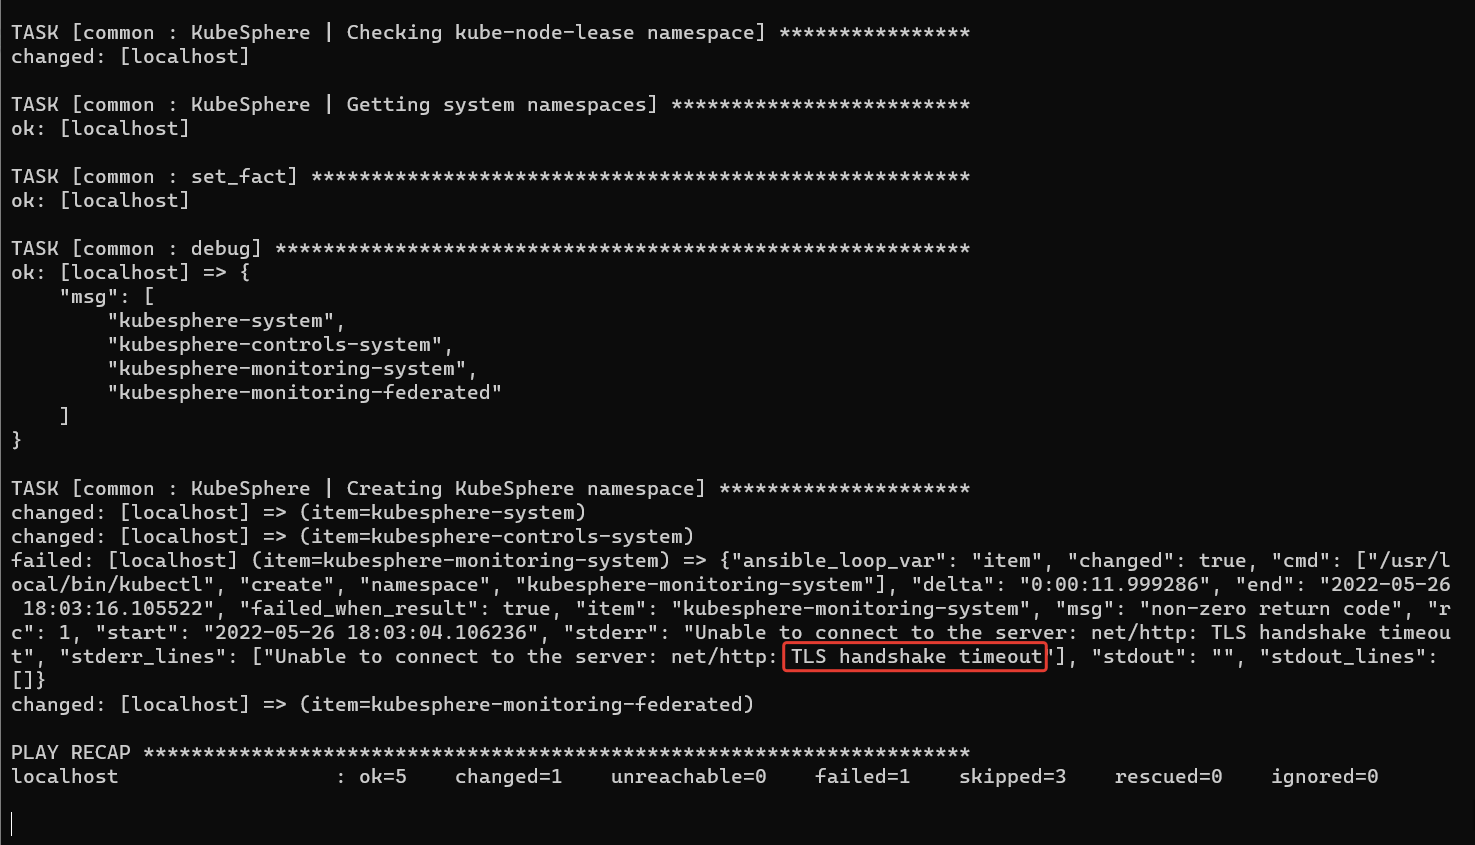 TASK [common : KubeSphere | Checking kube-node-lease namespace] ****************
changed: [localhost]
TASK [common : KubeSphere | Getting system namespaces] *************************
ok: [localhost]
TASK [common : set_fact] *******************************************************
ok: [localhost]
TASK [common : debug] **********************************************************
ok: [localhost] => {
    "msg": [
        "kubesphere-system",
        "kubesphere-controls-system",
        "kubesphere-monitoring-system",
        "kubesphere-monitoring-federated"
    ]
}
TASK [common : KubeSphere | Creating KubeSphere namespace] *********************
changed: [localhost] => (item=kubesphere-system)
changed: [localhost] => (item=kubesphere-controls-system)
failed: [localhost] (item=kubesphere-monitoring-system) => {"ansible_loop_var": "item", "changed": true, "cmd": ["/usr/l
ocal/bin/kubectl", "create", "namespace", "kubesphere-monitoring-system"], "delta": "0:00:11.999286", "end": "2022-05-26
 18:03:16.105522", "failed_when_result": true, "item": "kubesphere-monitoring-system", "msg": "non-zero return code", "r
c": 1, "start": "2022-05-26 18:03:04.106236", "stderr": "Unable to connect to the server: net/http: TLS handshake timeou
t", "stderr_lines": ["Unable to connect to the server: net/http: TLS handshake timeout"], "stdout": "", "stdout_lines":
[]}
changed: [localhost] => (item=kubesphere-monitoring-federated)
PLAY RECAP *********************************************************************
localhost                  : ok=5    changed=1    unreachable=0    failed=1    skipped=3    rescued=0    ignored=0